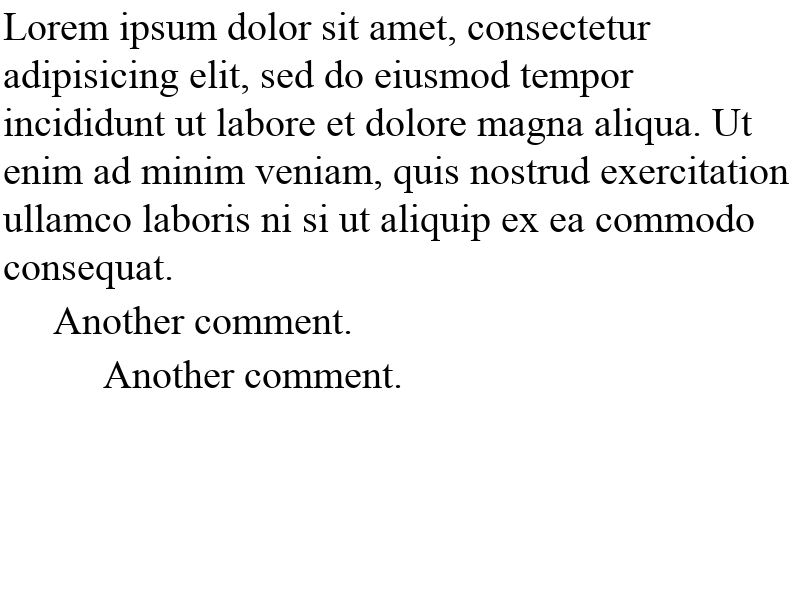 Lorem ipsum dolor sit amet, consectetur
adipisicing elit, sed do eiusmod tempor
incididunt ut labore et dolore magna aliqua. Ut
enim ad minim veniam, quis nostrud exercitation
ullamco laboris ni si ut aliquip ex ea commodo
consequat.
Another comment.
Another comment.